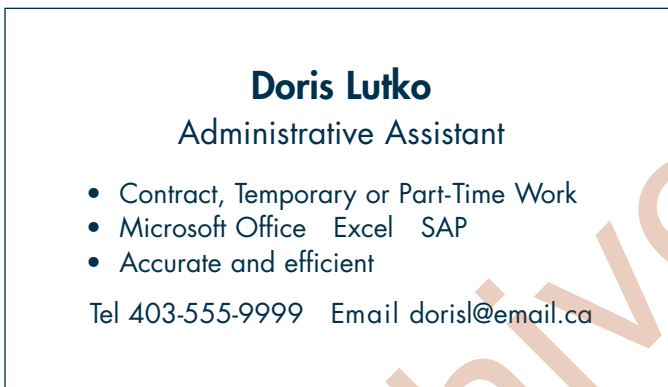 Doris Lutko
Administrative Assistant
• Contract, Temporary or Part-Time Work
• Microsoft Office Excel SAP
• Accurate and efficient
Tel 403-555-9999 Email dorisl@email.ca